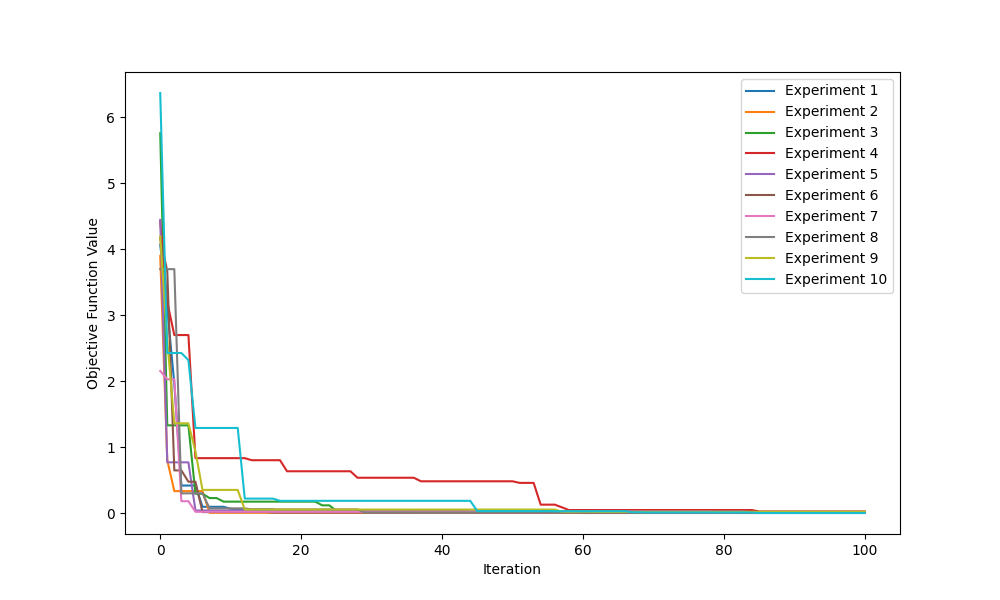 6
5
4
3
2
1
0
Objective Function Value
0 20 40 60 80 100
Iteration
Experiment 1
Experiment 2
Experiment 3
Experiment 4
Experiment 5
Experiment 6
Experiment 7
Experiment 8
Experiment 9
Experiment 10